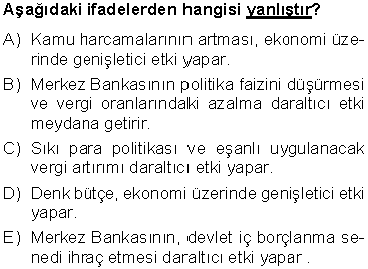 Aşağıdaki ifadelerden hangisi yanlıştır?
A) Kamu harcamalarının artması, ekonomi üze-
rinde genişletici etki yapar.
B) Merkez Bankasının politika faizini düşürmesi
ve vergi oranlarındaki azalma daraltıcı etki
meydana getirir.
C) Sıkı para politikası ve eşanlı uygulanacak
vergi artırımı daraltıcı etki yapar.
D) Denk bütçe, ekonomi üzerinde genişletici etki
yapar.
E) Merkez Bankasının, devlet iç borçlanma se-
nedi ihraç etmesi daraltıcı etki yapar .